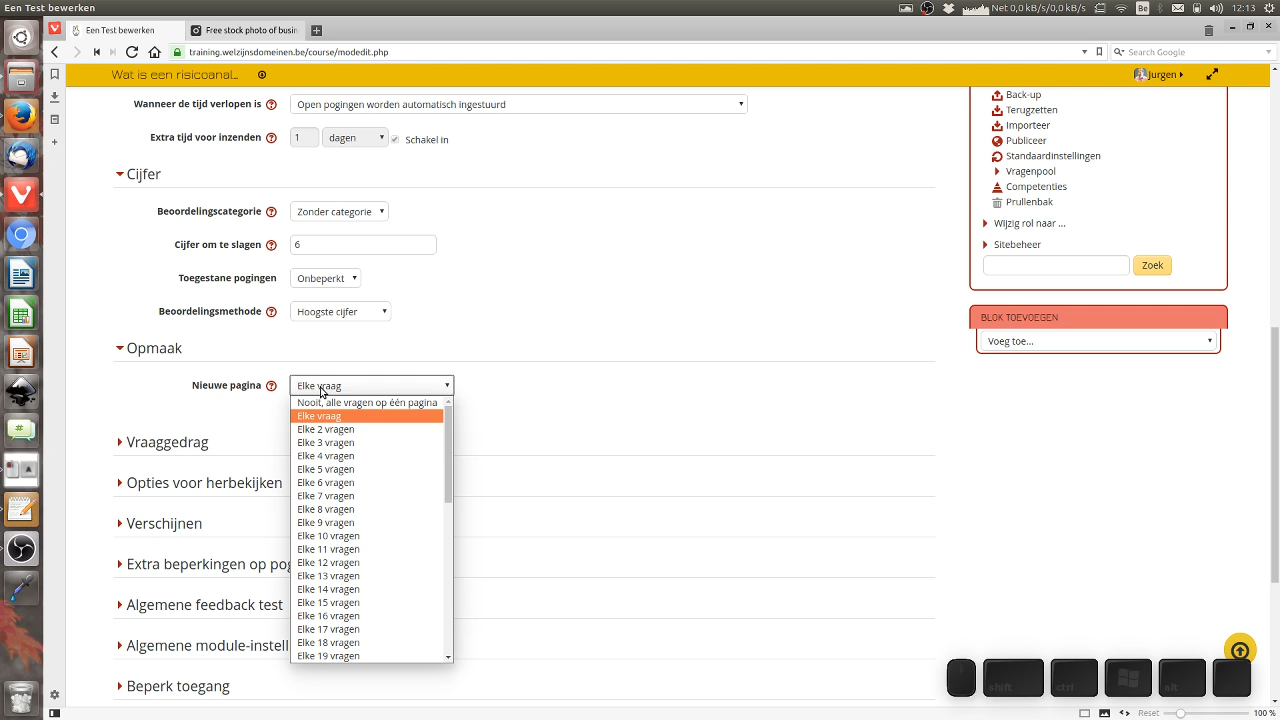 Een Test bewerken
Net 0,0 kB/s/0,0 kB/s
Be
12:13
Een Test bewerken
Free stock photo of busin
training.welzijnsdomeinen.be/course/modedit.php
Search Google
Wat is een risicoanal...
Jurgen
Wanneer de tijd verlopen is
Open pogingen worden automatisch ingestuurd
Extra tijd voor inzenden
1
dagen
Schakel in
Cijfer
Beoordelingscategorie
Zonder categorie
Cijfer om te slagen
6
Toegestane pogingen
Onbeperkt
Beoordelingsmethode
Hoogste cijfer
Opmaak
Nieuwe pagina
Elke vraag
Nooit, alle vragen op één pagina
Elke vraag
Elke 2 vragen
Elke 3 vragen
Elke 4 vragen
Elke 5 vragen
Elke 6 vragen
Elke 7 vragen
Elke 8 vragen
Elke 9 vragen
Elke 10 vragen
Elke 11 vragen
Elke 12 vragen
Elke 13 vragen
Elke 14 vragen
Elke 15 vragen
Elke 16 vragen
Elke 17 vragen
Elke 18 vragen
Elke 19 vragen
Vraaggedrag
Opties voor herbekijken
Verschijnen
Extra beperkingen op pog
Algemene feedback test
Algemene module-instell
Beperk toegang
Back-up
Terugzetten
Importeer
Publiceer
Standaardinstellingen
Vragenpool
Competenties
Prullenbak
Wijzig rol naar ...
Sitebeheer
Zoek
BLOK TOEVOEGEN
Voeg toe...
shift
ctrl
alt
Reset
100 %